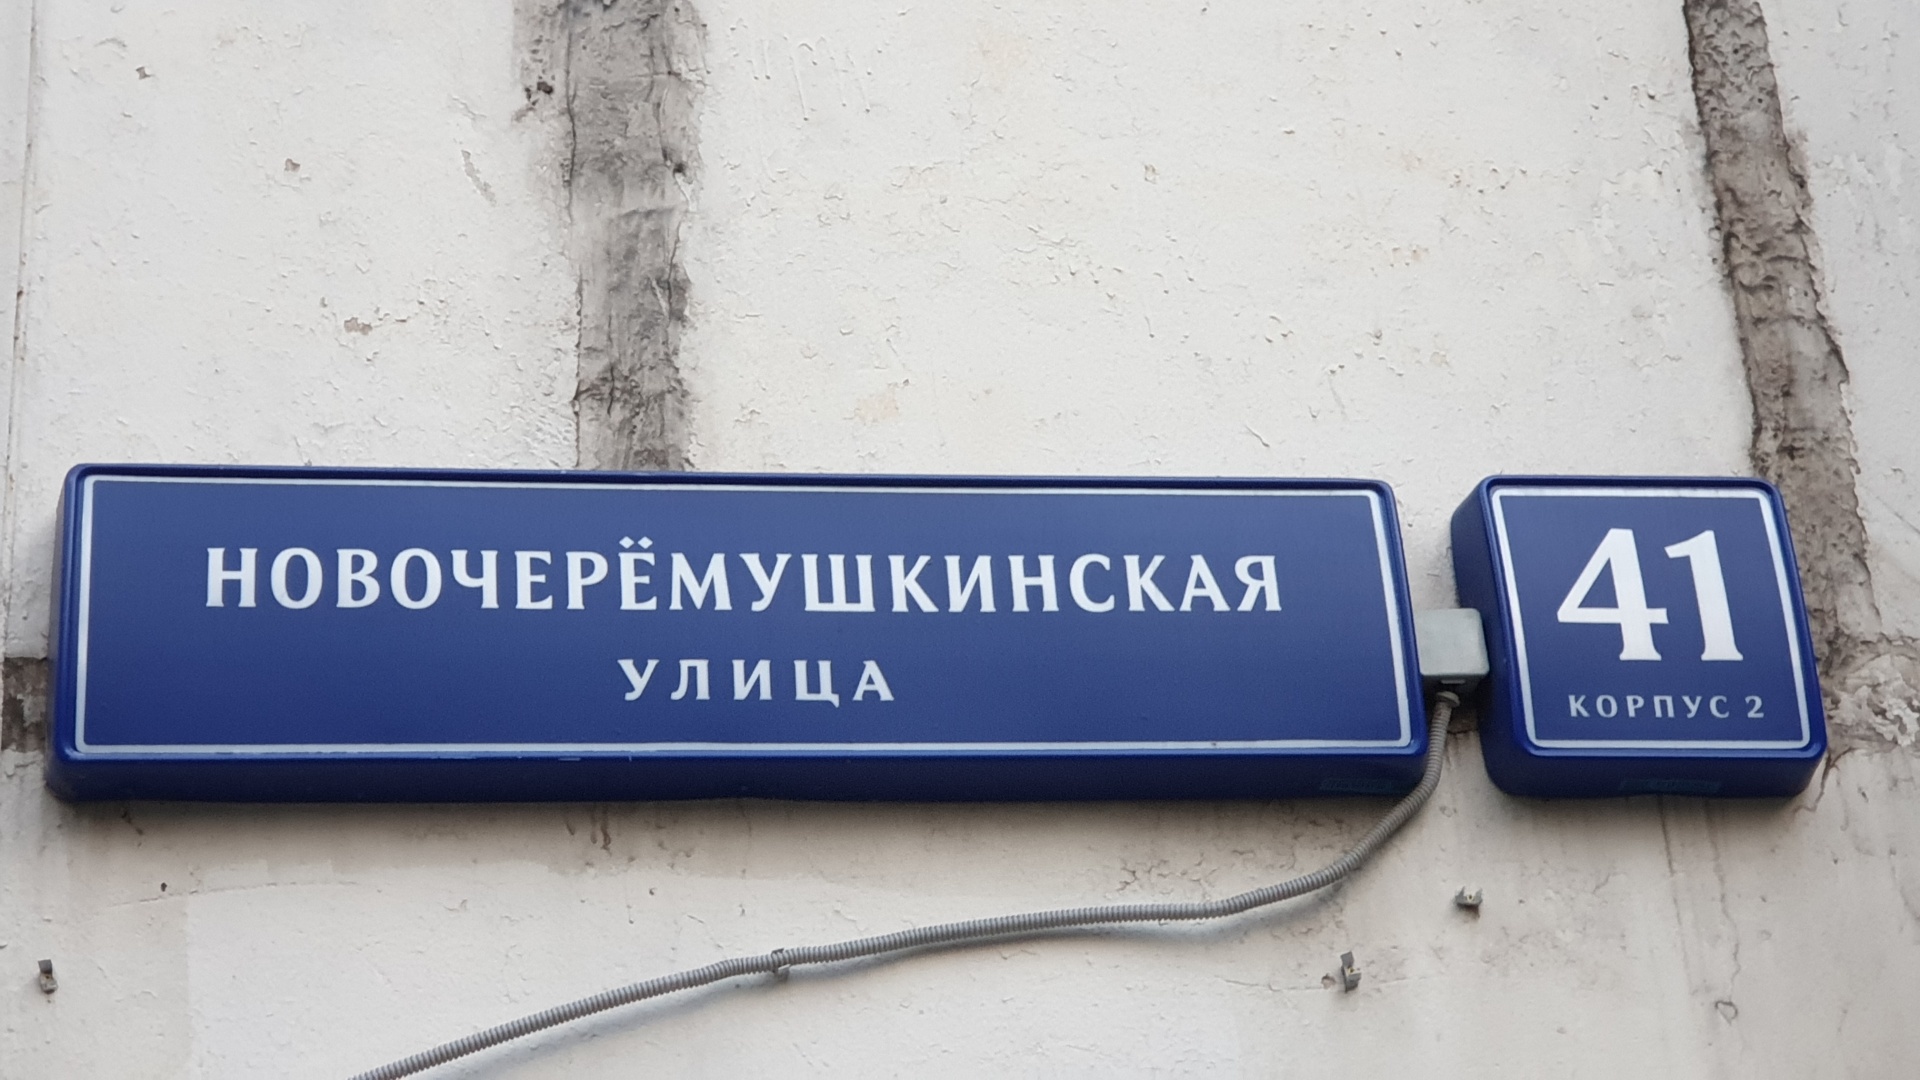 НОВОЧЕРЁМУШКИНСКАЯ
УЛИЦА
41
КОРПУС 2